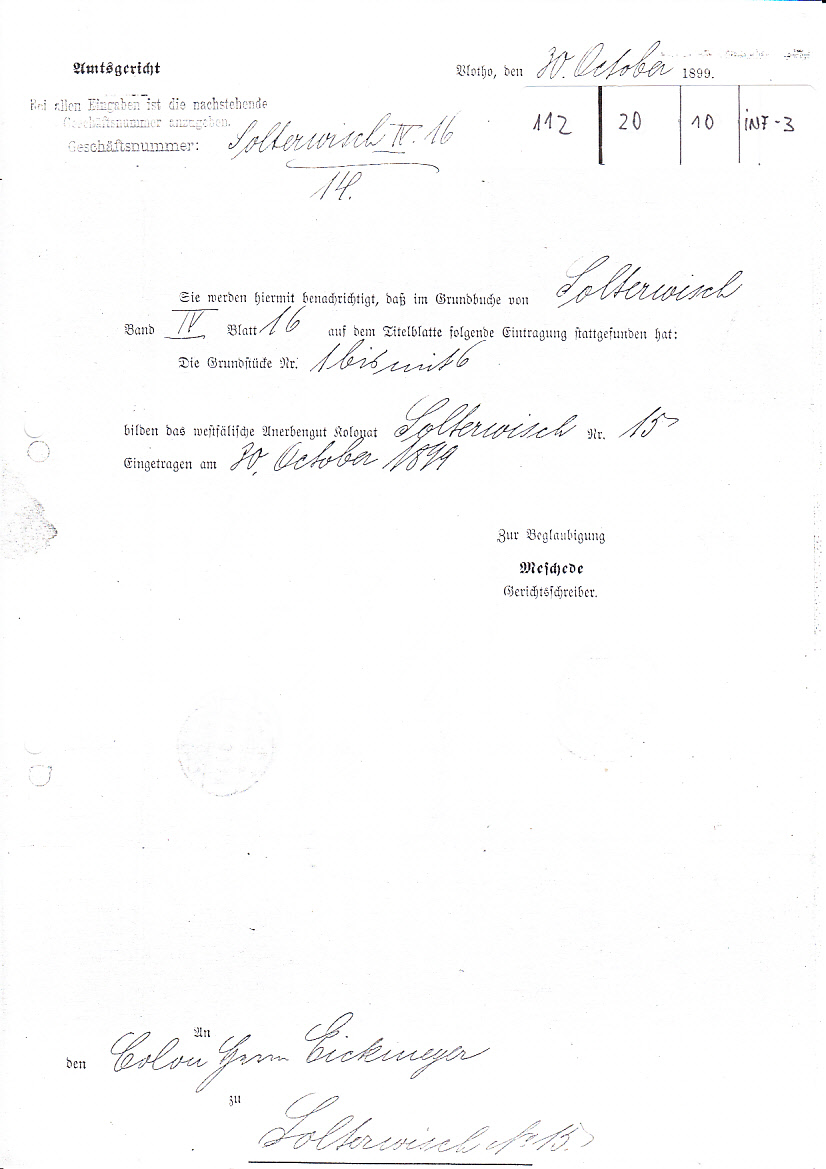 Amtsgericht
Vlotho, den 30. October 1899.
Bei allen Eingaben ist die nachstehende
Geschäftsnummer anzugeben.
Geschäftsnummer: Solterwisch IV. 16
14.
112 20 10 INF-3
Sie werden hiermit benachrichtigt, daß im Grundbuche von Solterwisch
Band IV Blatt 16 auf dem Titelblatte folgende Eintragung stattgefunden hat:
Die Grundstücke Nr. 1 bis mit 6
bilden das westfälische Anerbengut Kolonat Solterwisch Nr. 15
Eingetragen am 30. October 1899
Zur Beglaubigung
Meschede
Gerichtsschreiber.
An
den Colon Herrn Eickmeyer
zu
Solterwisch No 15.